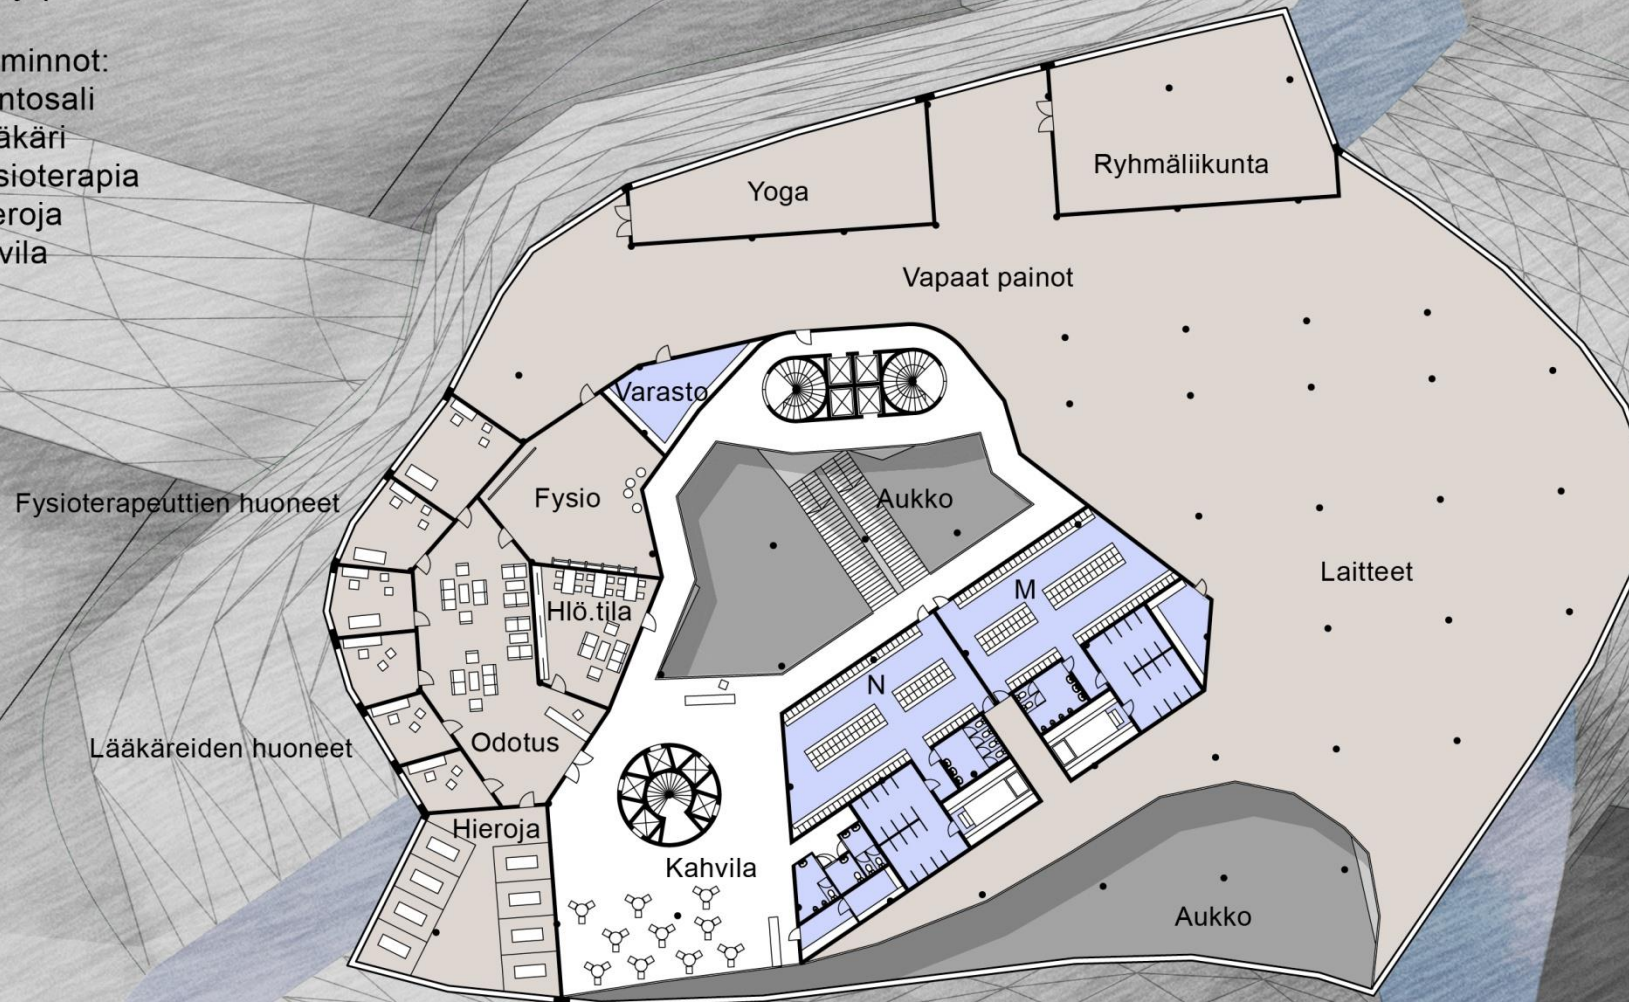 minnot:
ntosali
äkäri
sioterapia
eroja
vila
Yoga
Ryhmäliikunta
Vapaat painot
Varasto
Fysioterapeuttien huoneet
Fysio
Aukko
Laitteet
M
Hlö.tila
N
Lääkäreiden huoneet
Odotus
Hieroja
Kahvila
Aukko